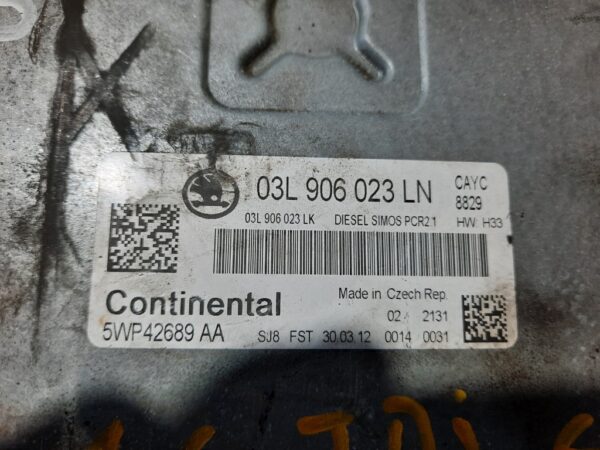 03L 906 023 LN CAYC
8829
03L 906 023 LK DIESEL SIMOS PCR2.1 HW: H33
Continental Made in Czech Rep.
02 2131
5WP42689 AA SJ8 FST 30.03.12 0014 0031
TDi